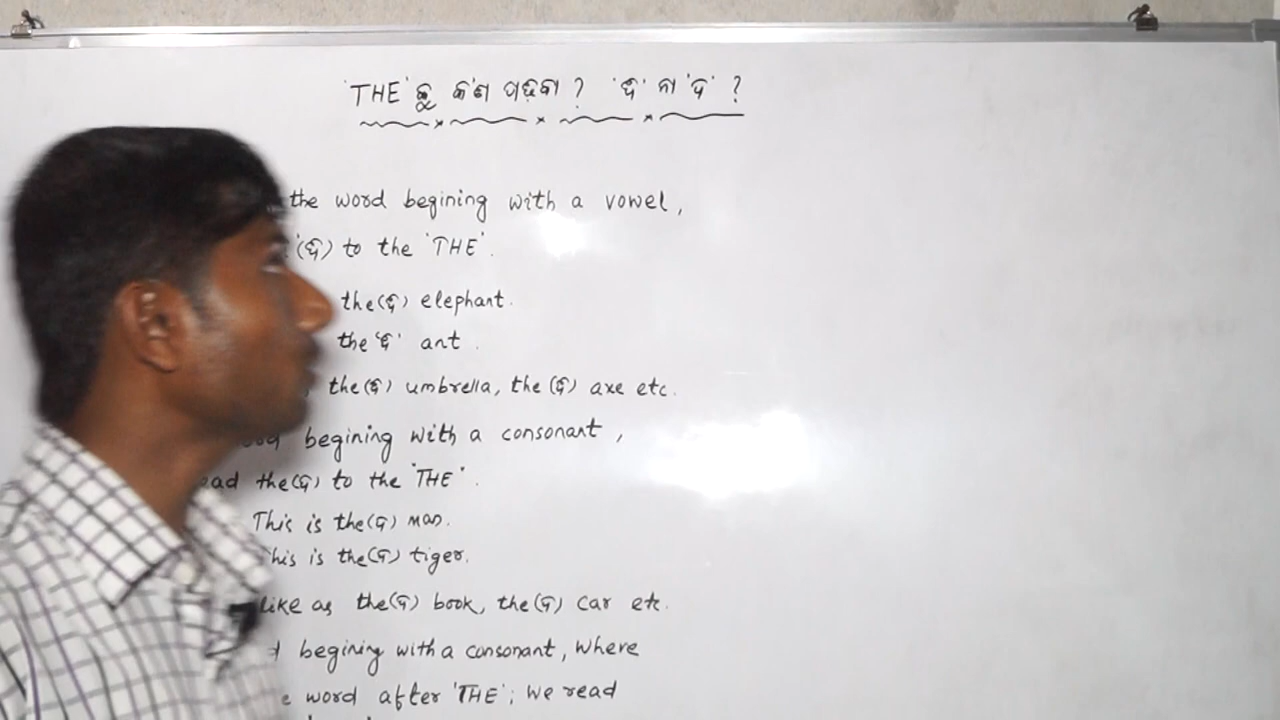 'THE' କୁ କ'ଣ ପଢ଼ିବା ? 'ଦି' ନା 'ଦ' ?
the word begining with a vowel,
(ଦି) to the 'THE'.
the(ଦି) elephant.
the 'ଦି' ant.
the(ଦି) umbrella, the (ଦି) axe etc.
begining with a consonant,
the(ଦ) to the 'THE'.
This is the(ଦ) man.
This is the(ଦ) tiger.
like as the(ଦ) book, the(ଦ) car etc.
begining with a consonant, where
word after 'THE'; we read